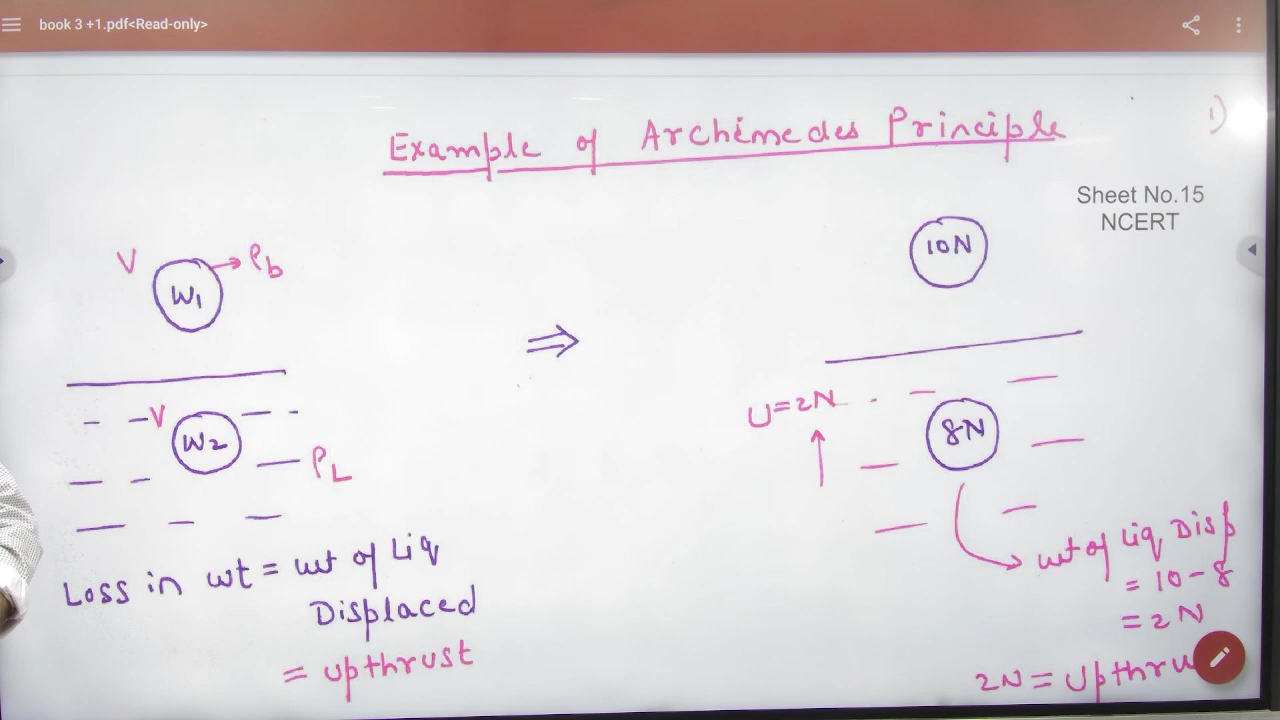 book 3 +1.pdf<Read-only>
Example of Archimedes Principle
1)
Sheet No.15
NCERT
V
W1
ρb
V
W2
ρL
Loss in wt = wt of Liq
Displaced
= upthrust
⇒
10N
U=2N
8N
wt of Liq Disp
= 10-8
= 2N
2N = Upthru